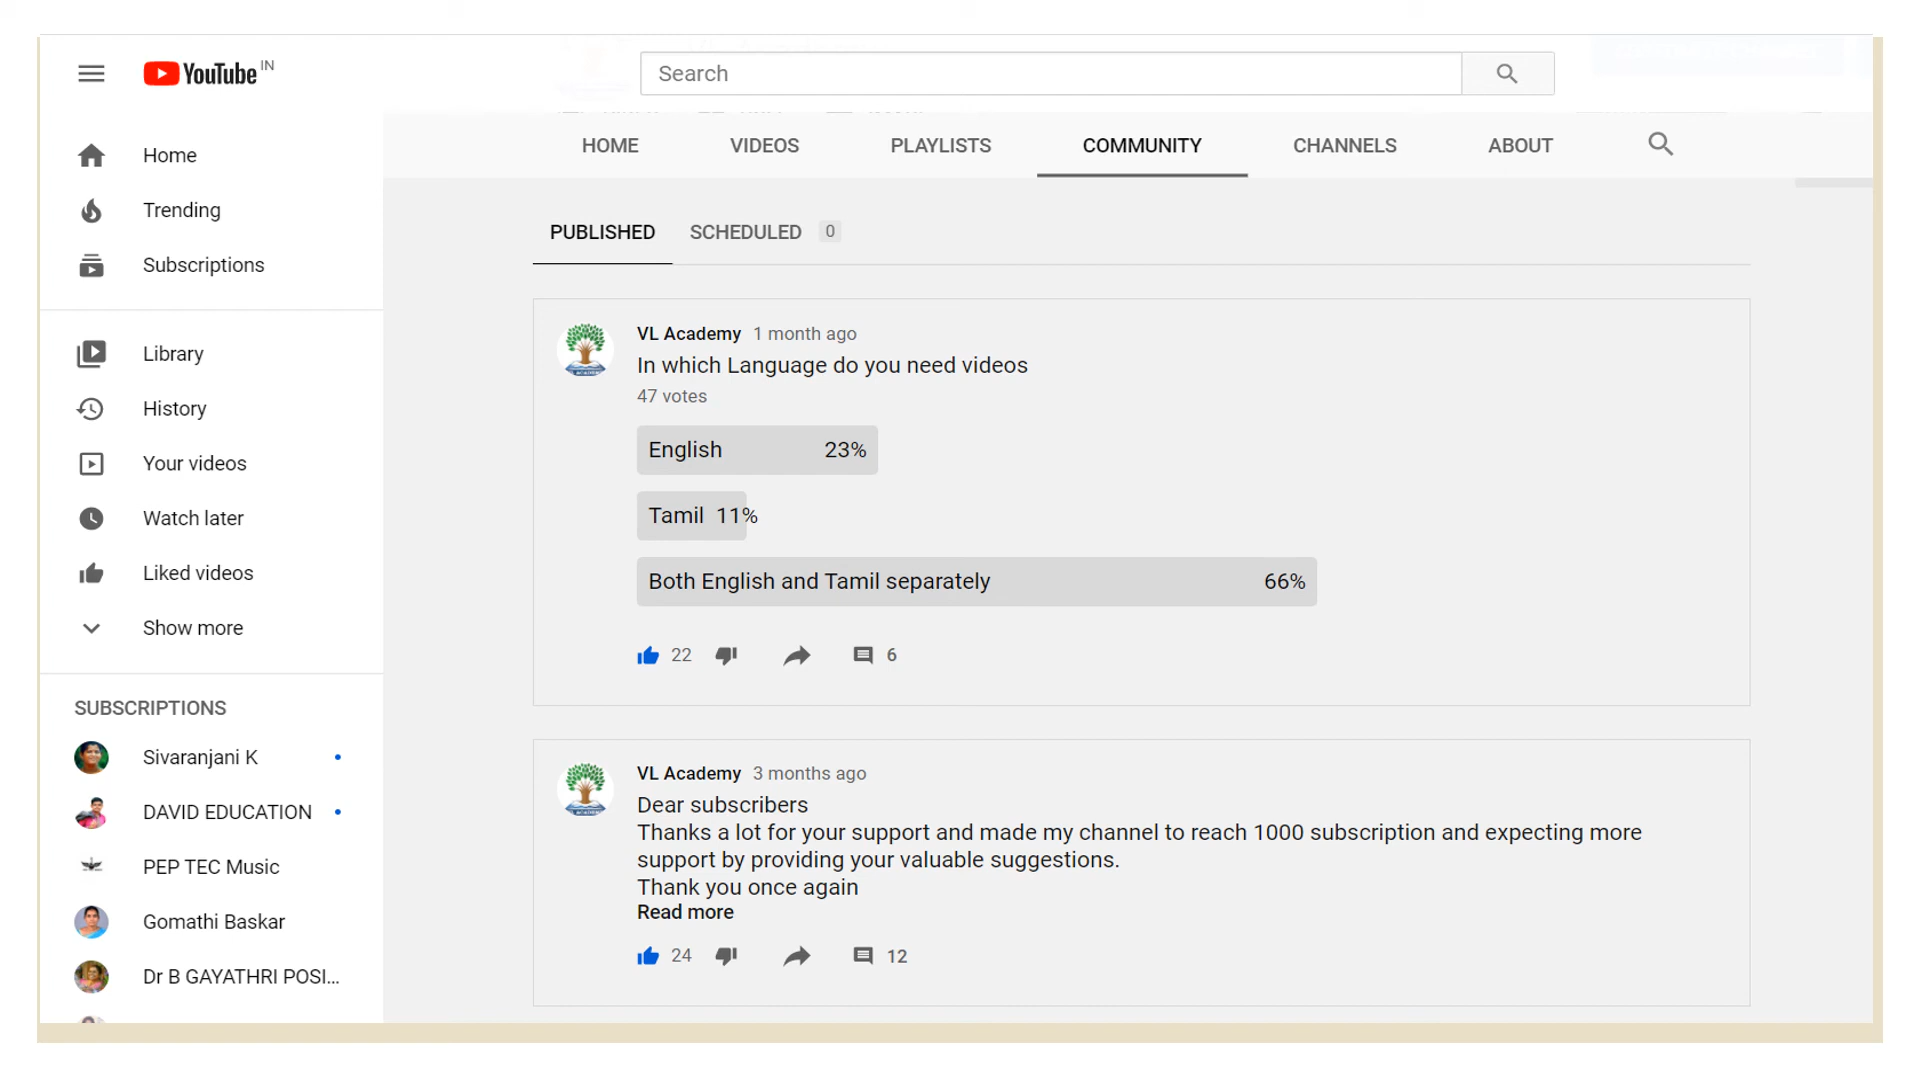 YouTube IN
Search
HOME VIDEOS PLAYLISTS COMMUNITY CHANNELS ABOUT
Home
Trending
Subscriptions
Library
History
Your videos
Watch later
Liked videos
Show more
SUBSCRIPTIONS
Sivaranjani K
DAVID EDUCATION
PEP TEC Music
Gomathi Baskar
Dr B GAYATHRI POSI...
PUBLISHED SCHEDULED 0
VL Academy 1 month ago
In which Language do you need videos
47 votes
English 23%
Tamil 11%
Both English and Tamil separately 66%
22 6
VL Academy 3 months ago
Dear subscribers
Thanks a lot for your support and made my channel to reach 1000 subscription and expecting more
support by providing your valuable suggestions.
Thank you once again
Read more
24 12